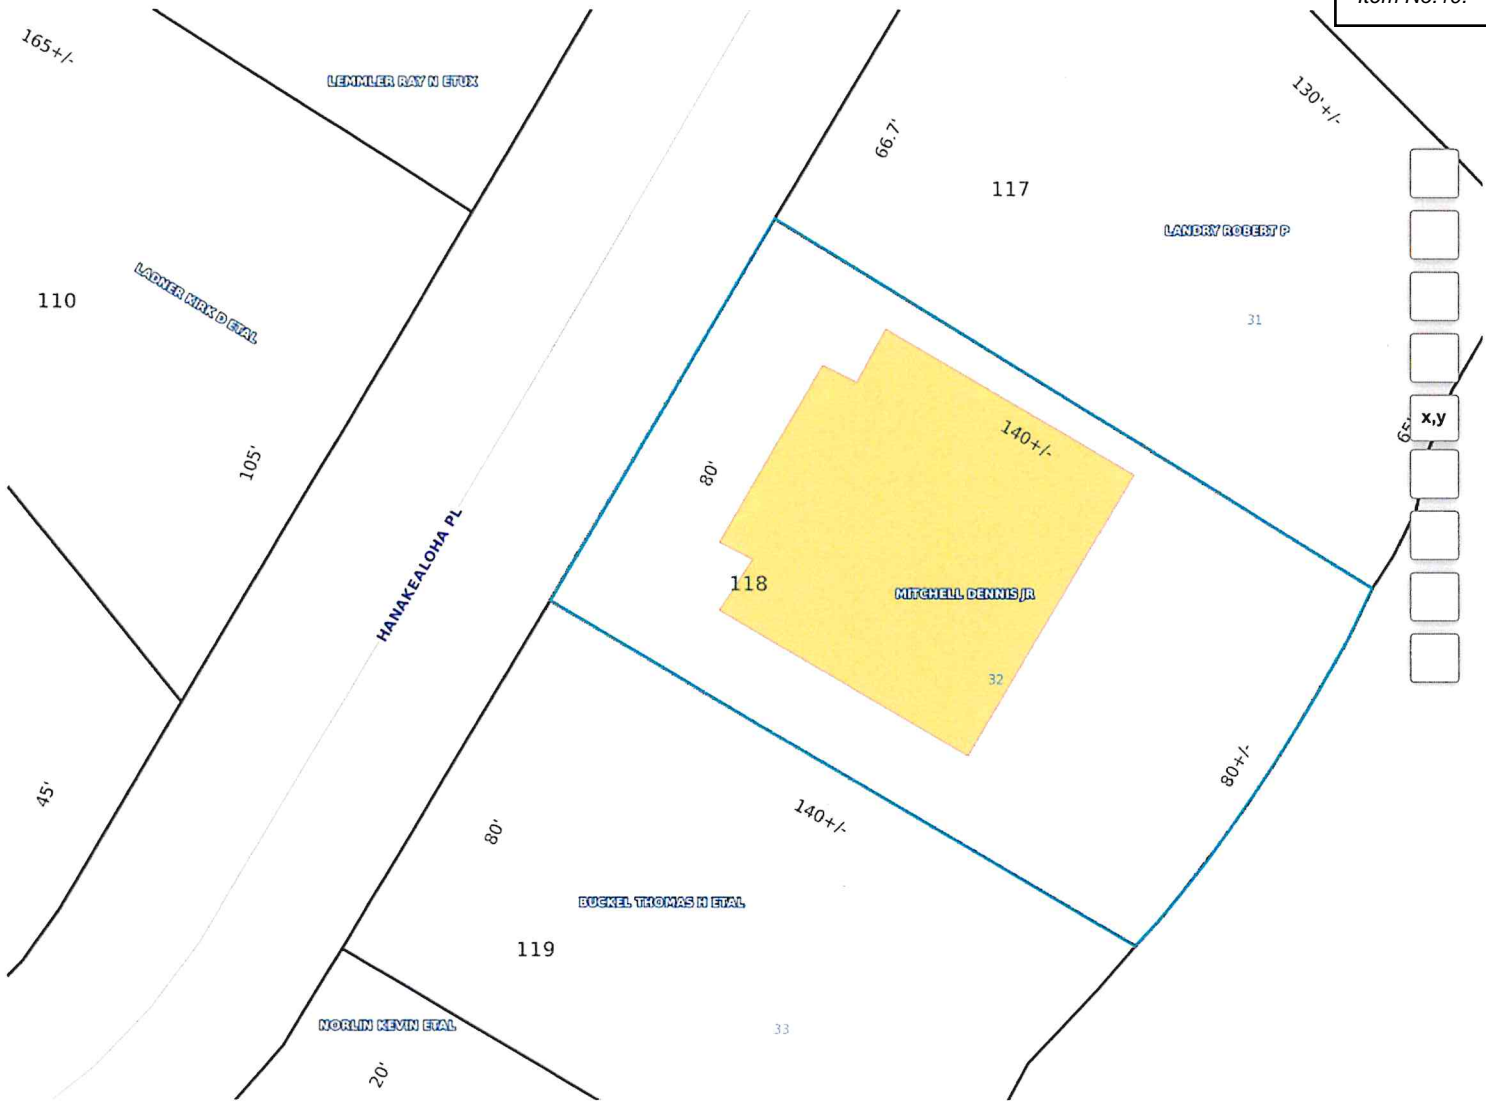 165+/-
LEMMLER RAY N ETUX
66.7'
130'+/-
117
LANDRY ROBERT P
110
LADNER KIRK D ETAL
31
105'
80'
140+/-
x,y
65'
HANAKEALOHA PL
118
MITCHELL DENNIS JR
32
45'
80'
140+/-
80+/-
BUCKEL THOMAS H ETAL
119
NORLIN KEVIN ETAL
33
20'